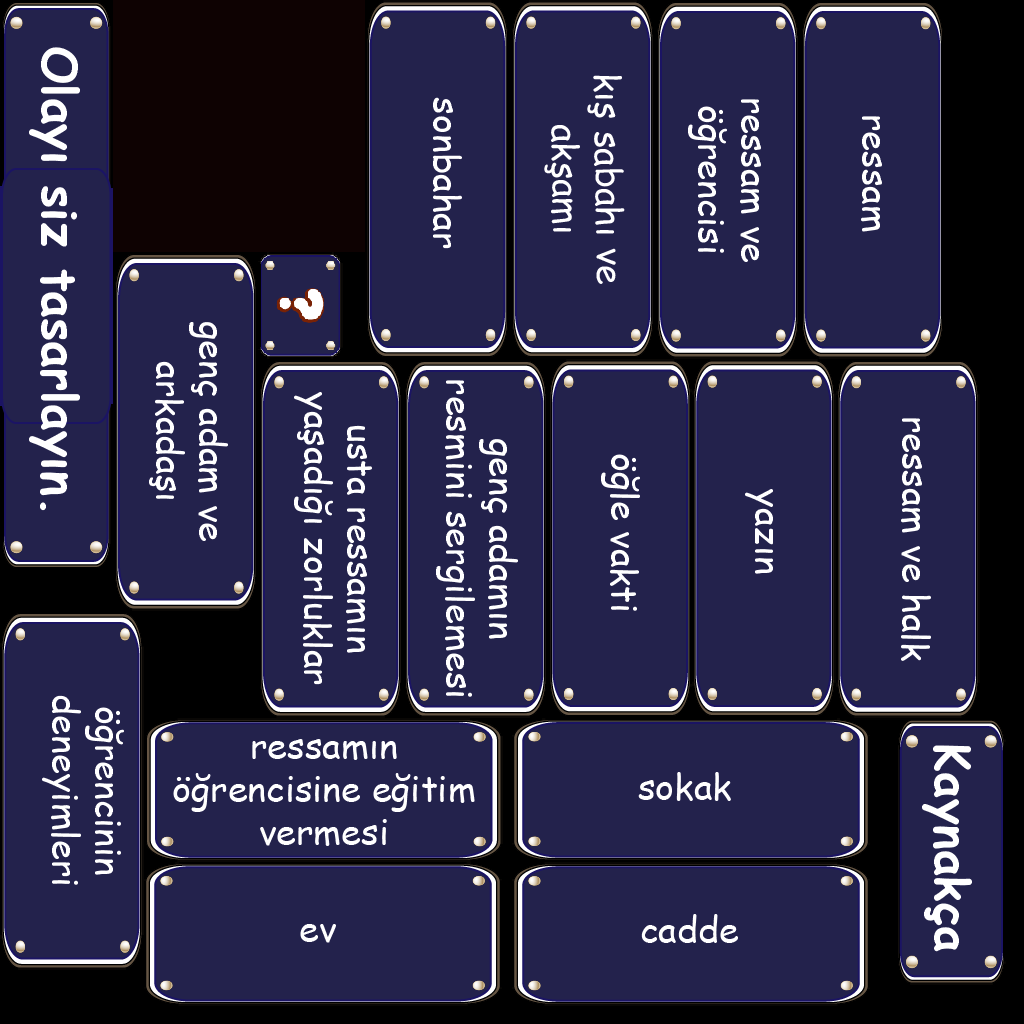 Olayı siz tasarlayın.
sonbahar
kış sabahı ve
akşamı
ressam ve
öğrencisi
ressam
genç adam ve
arkadaşı
?
usta ressamın
yaşadığı zorluklar
genç adamın
resmini sergilemesi
öğle vakti
yazın
ressam ve halk
öğrencinin
deneyimleri
ressamın
öğrencisine eğitim
vermesi
sokak
Kaynakça
ev
cadde